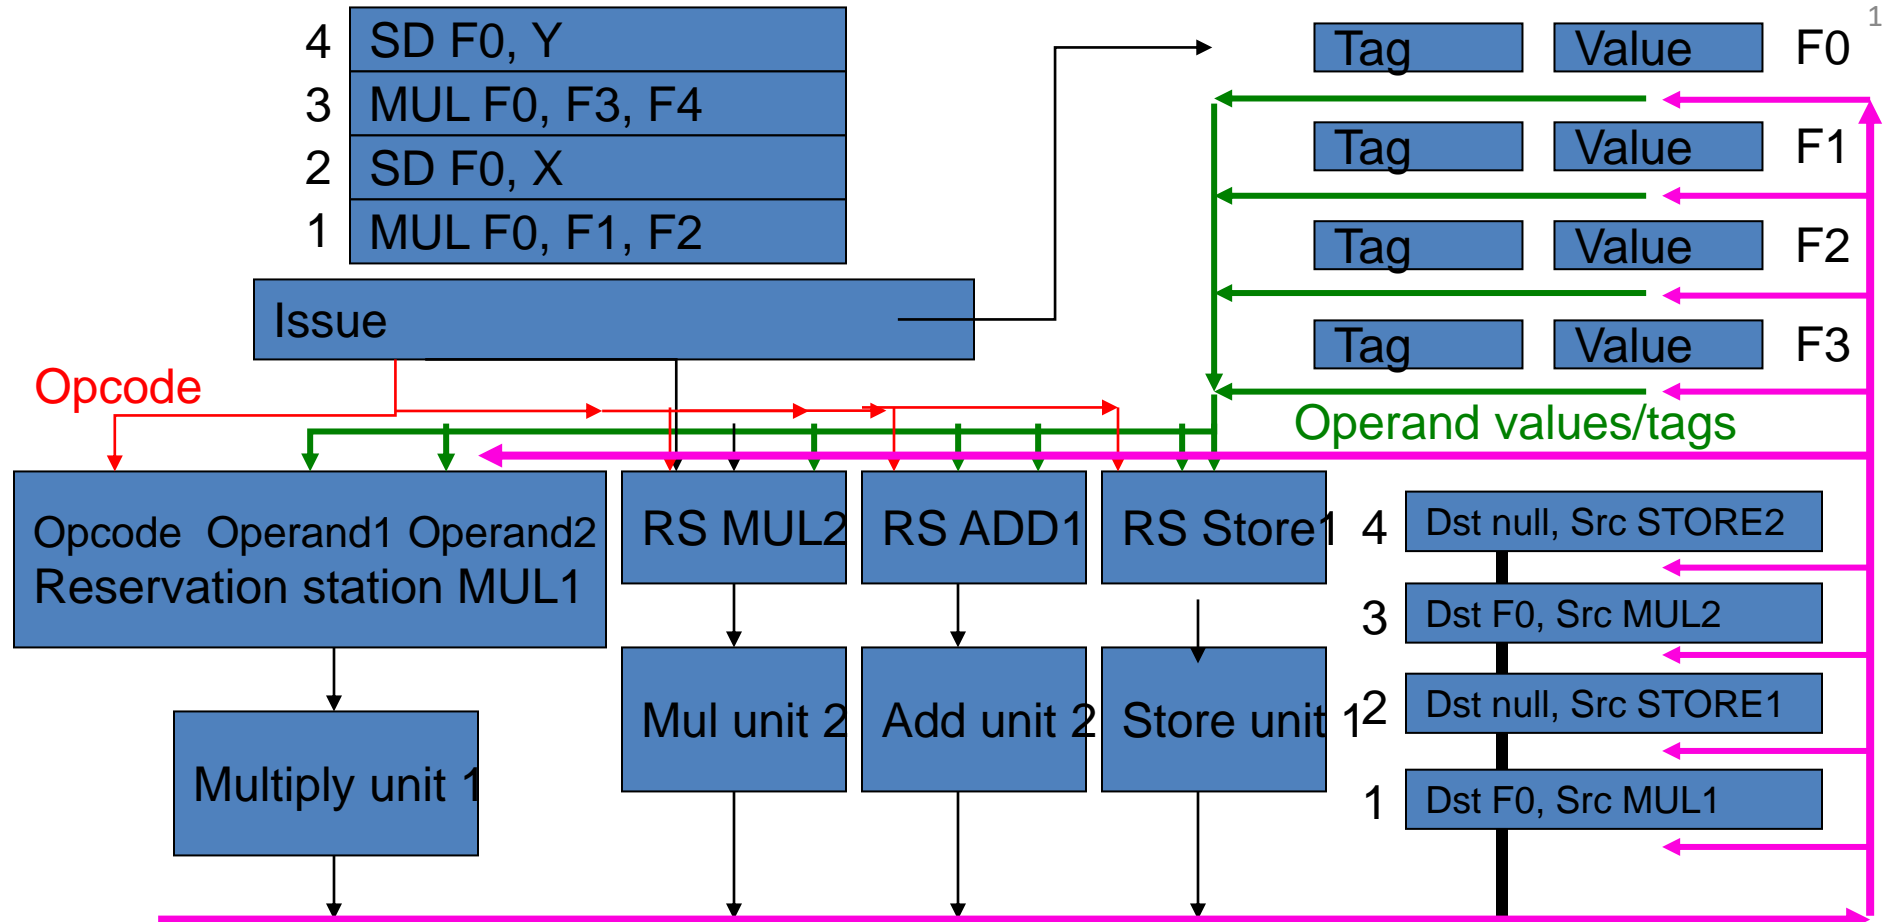 1
4 SD F0, Y
3 MUL F0, F3, F4
2 SD F0, X
1 MUL F0, F1, F2
Issue
Tag Value F0
Tag Value F1
Tag Value F2
Tag Value F3
Opcode
Operand values/tags
Opcode Operand1 Operand2
Reservation station MUL1
RS MUL2
RS ADD1
RS Store1
Multiply unit 1
Mul unit 2
Add unit 2
Store unit 1
4 Dst null, Src STORE2
3 Dst F0, Src MUL2
2 Dst null, Src STORE1
1 Dst F0, Src MUL1